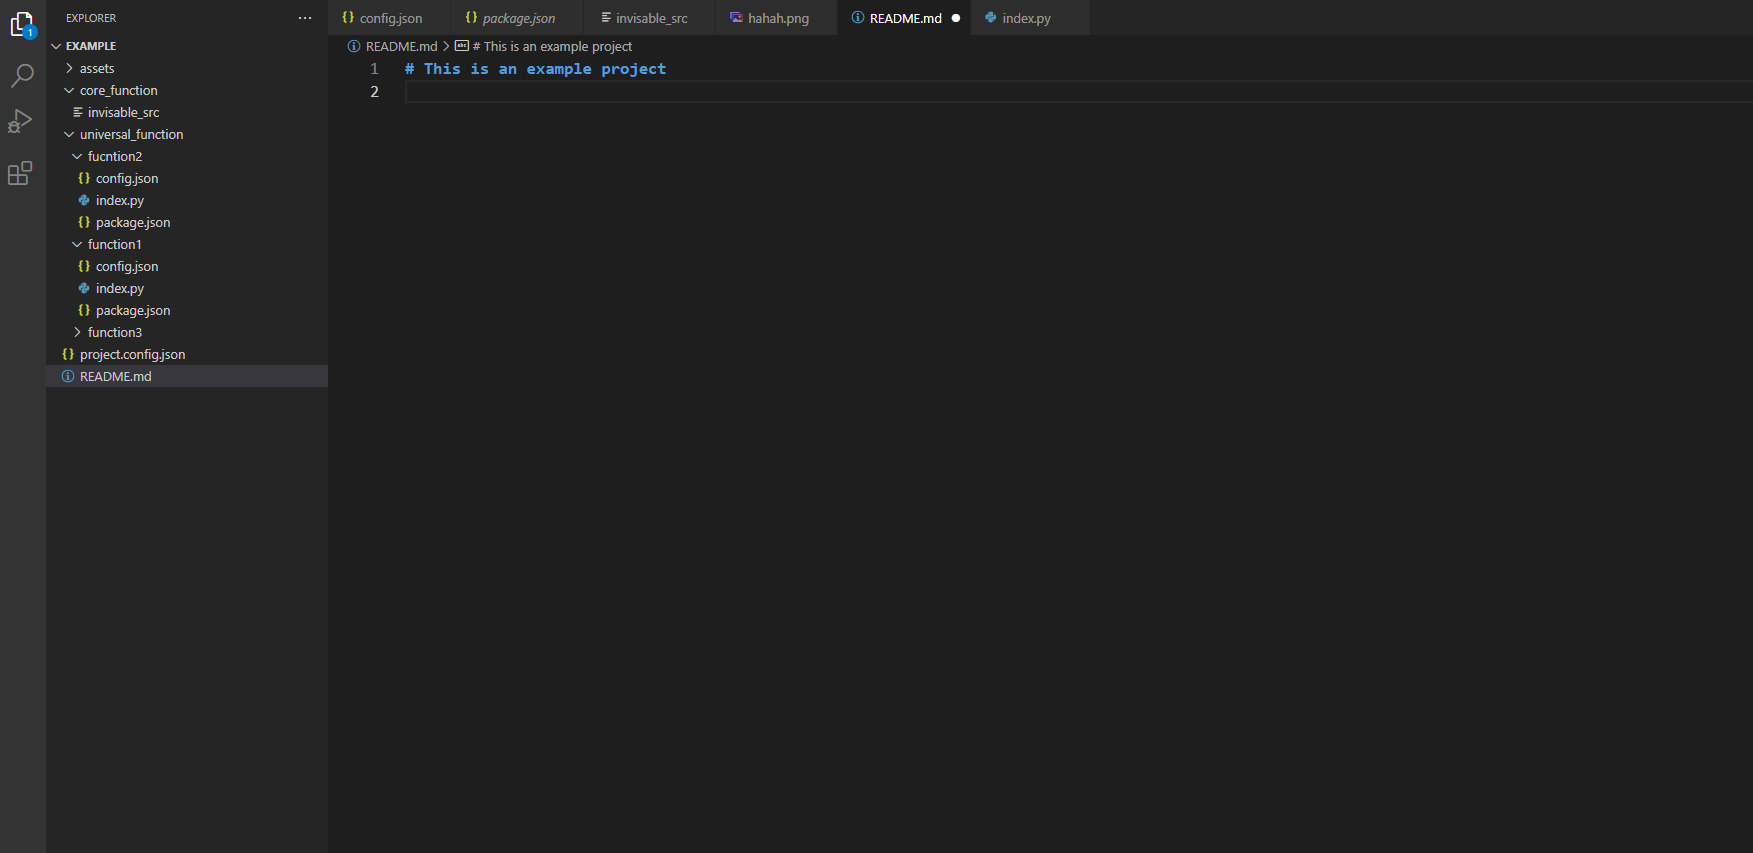 EXPLORER
EXAMPLE
assets
core_function
invisable_src
universal_function
fucntion2
config.json
index.py
package.json
function1
config.json
index.py
package.json
function3
project.config.json
README.md
1
config.json package.json invisable_src hahah.png README.md index.py
README.md > # This is an example project
1 # This is an example project
2